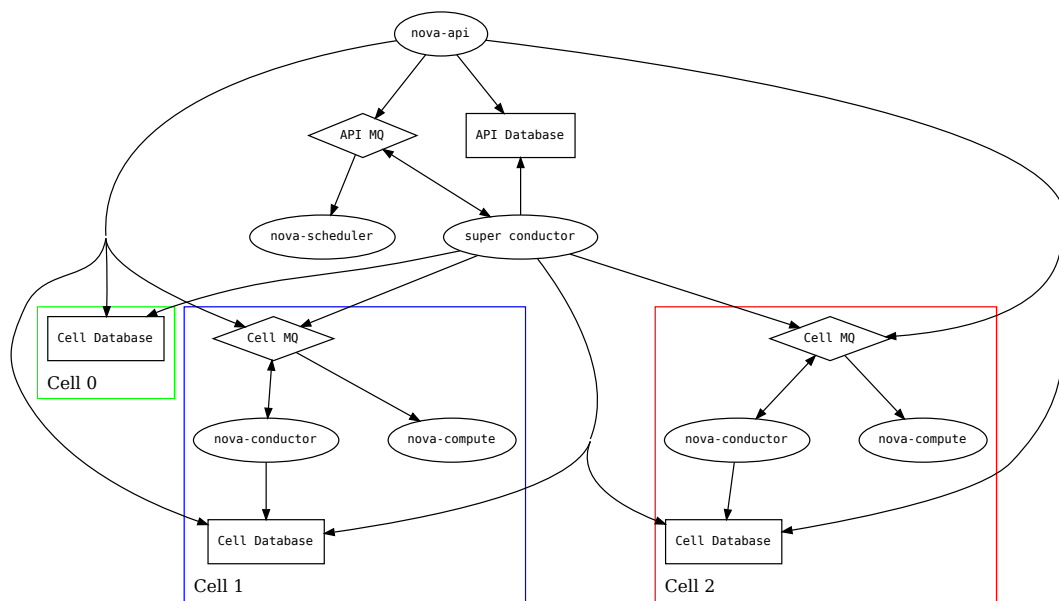 nova-api
API MQ
API Database
nova-scheduler
super conductor
Cell Database
Cell 0
Cell MQ
nova-conductor
nova-compute
Cell Database
Cell 1
Cell MQ
nova-conductor
nova-compute
Cell Database
Cell 2